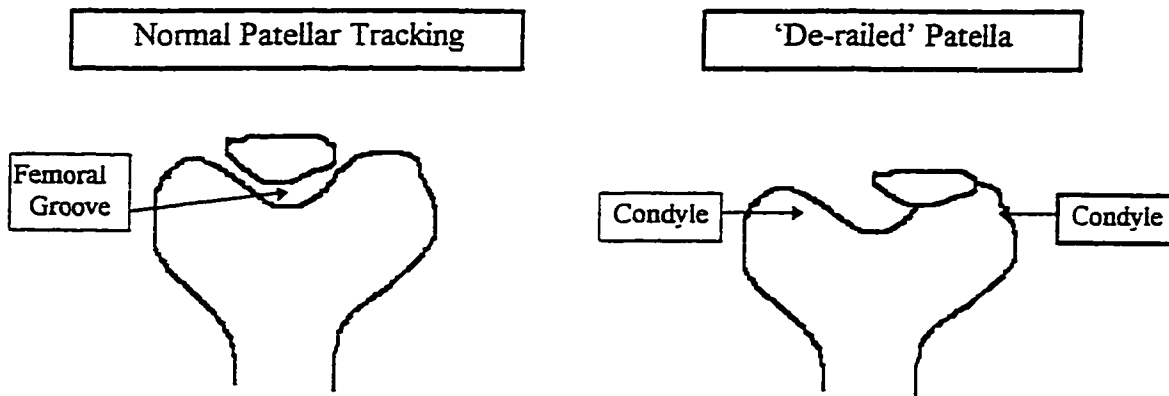 Normal Patellar Tracking
'De-railed' Patella
Femoral
Groove
Condyle
Condyle